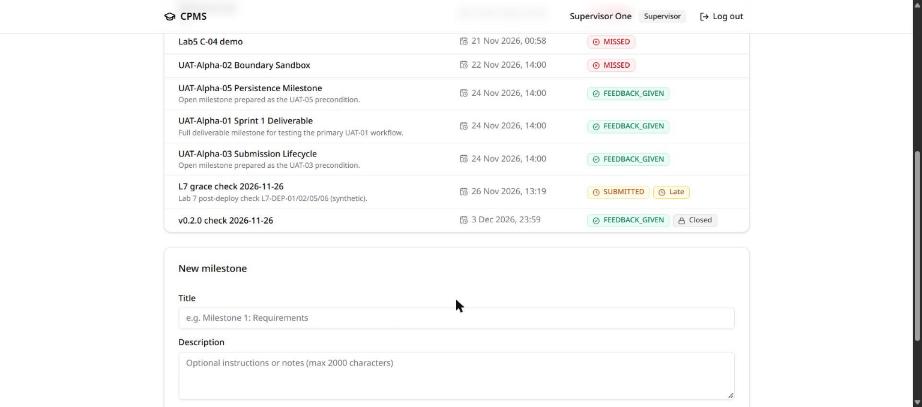 CPMS
Supervisor One Supervisor Log out
Lab5 C-04 demo 21 Nov 2026, 00:58 MISSED
UAT-Alpha-02 Boundary Sandbox 22 Nov 2026, 14:00 MISSED
UAT-Alpha-05 Persistence Milestone
Open milestone prepared as the UAT-05 precondition.
24 Nov 2026, 14:00 FEEDBACK_GIVEN
UAT-Alpha-01 Sprint 1 Deliverable
Full deliverable milestone for testing the primary UAT-01 workflow.
24 Nov 2026, 14:00 FEEDBACK_GIVEN
UAT-Alpha-03 Submission Lifecycle
Open milestone prepared as the UAT-03 precondition.
24 Nov 2026, 14:00 FEEDBACK_GIVEN
L7 grace check 2026-11-26
Lab 7 post-deploy check L7-DEP-01/02/05/06 (synthetic).
26 Nov 2026, 13:19 SUBMITTED Late
v0.2.0 check 2026-11-26 3 Dec 2026, 23:59 FEEDBACK_GIVEN Closed
New milestone
Title
e.g. Milestone 1: Requirements
Description
Optional instructions or notes (max 2000 characters)